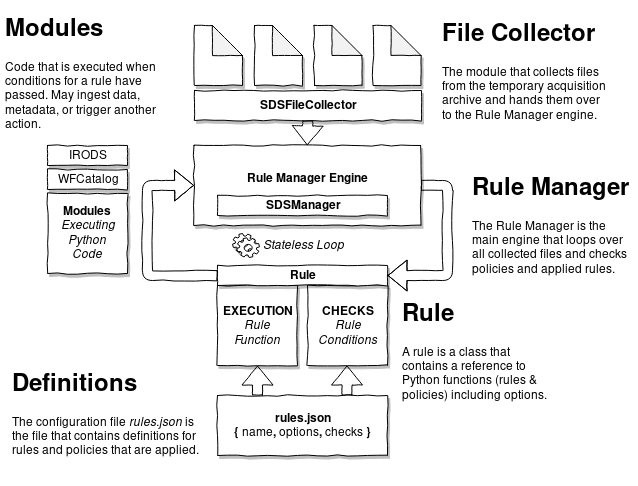 Modules
Code that is executed when
conditions for a rule have
passed. May ingest data,
metadata, or trigger another
action.
File Collector
The module that collects files
from the temporary acquisition
archive and hands them over
to the Rule Manager engine.
SDSFileCollector
IRODS
WFCatalog
Modules
Executing
Python
Code
Rule Manager Engine
SDSManager
Stateless Loop
Rule Manager
The Rule Manager is the
main engine that loops over
all collected files and checks
policies and applied rules.
Rule
EXECUTION
Rule
Function
CHECKS
Rule
Conditions
Rule
A rule is a class that
contains a reference to
Python functions (rules &
policies) including options.
Definitions
The configuration file rules.json is
the file that contains definitions for
rules and policies that are applied.
rules.json
{ name, options, checks }